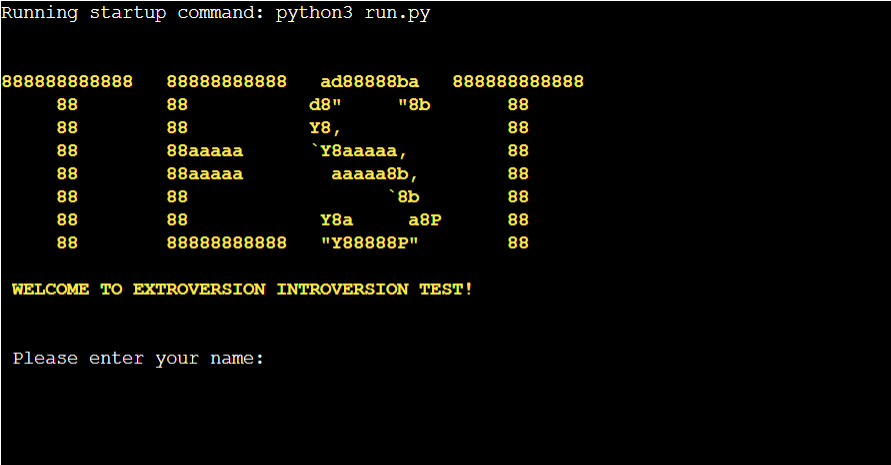 Running startup command: python3 run.py
888888888888   88888888888   ad88888ba   888888888888
     88        88           d8"     "8b       88
     88        88           Y8,               88
     88        88aaaaa      `Y8aaaaa,         88
     88        88aaaaa        aaaaa8b,        88
     88        88                  `8b        88
     88        88            Y8a     a8P      88
     88        88888888888   "Y88888P"        88
WELCOME TO EXTROVERSION INTROVERSION TEST!
Please enter your name: